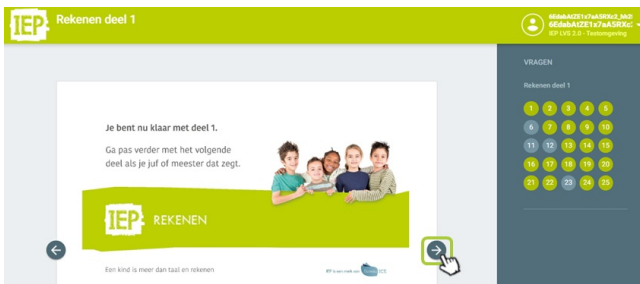 IEP Rekenen deel 1
IEP LVS 2.0 - Testomgeving
VRAGEN
Rekenen deel 1
1 2 3 4 5
6 7 8 9 10
11 12 13 14 15
16 17 18 19 20
21 22 23 24 25
Je bent nu klaar met deel 1.
Ga pas verder met het volgende
deel als je juf of meester dat zegt.
IEP REKENEN
Een kind is meer dan taal en rekenen